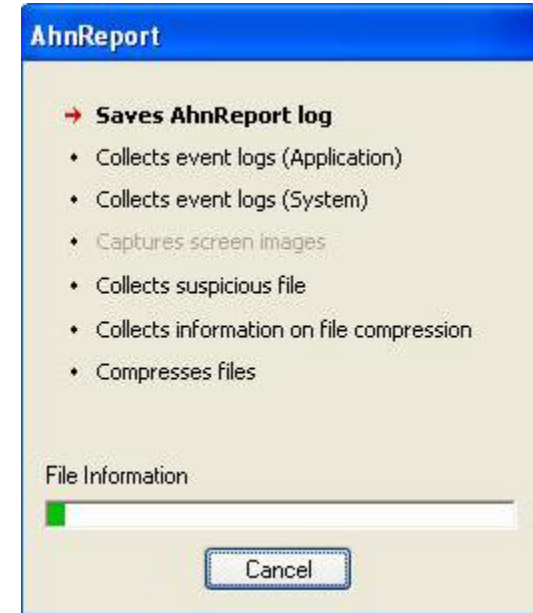 AhnReport
Saves AhnReport log
Collects event logs (Application)
Collects event logs (System)
Captures screen images
Collects suspicious file
Collects information on file compression
Compresses files
File Information
Cancel